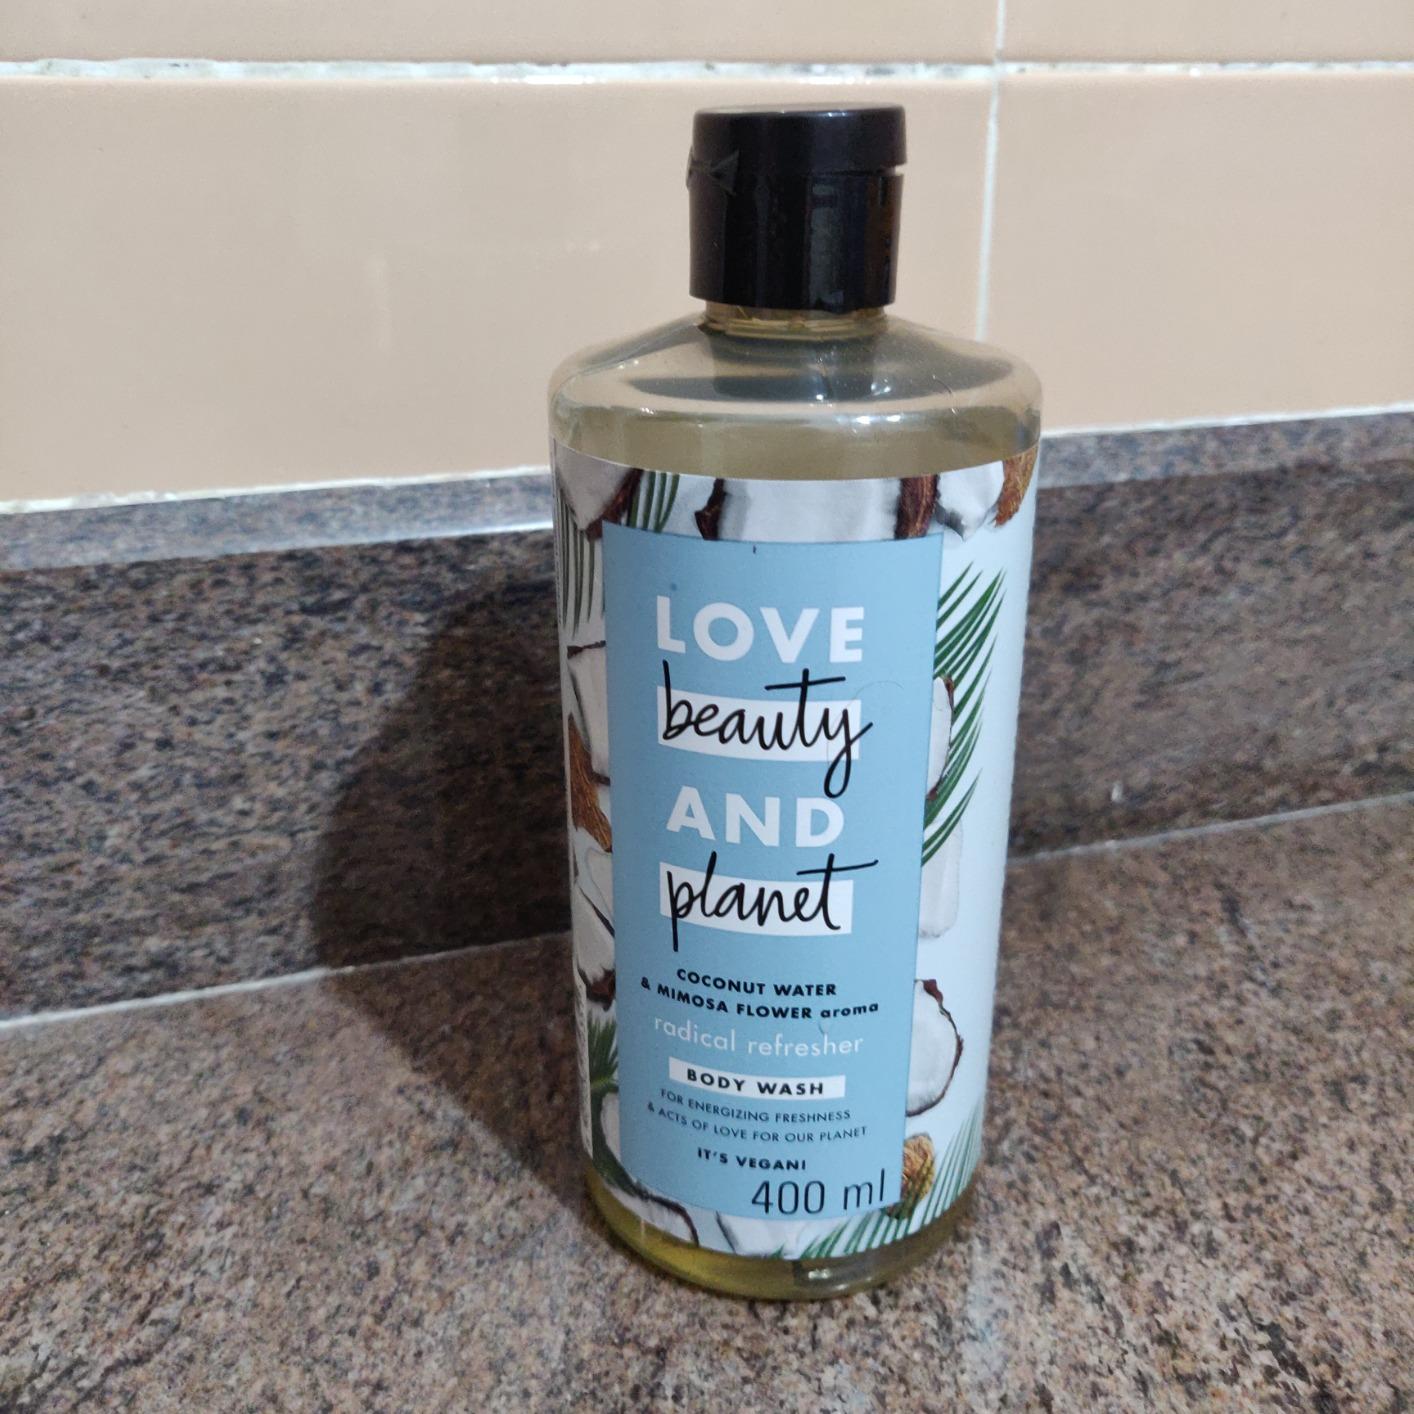 LOVE
beauty
AND
planet
COCONUT WATER
& MIMOSA FLOWER aroma
radical refresher
BODY WASH
FOR ENERGIZING FRESHNESS
& ACTS OF LOVE FOR OUR PLANET
IT'S VEGAN!
400 ml